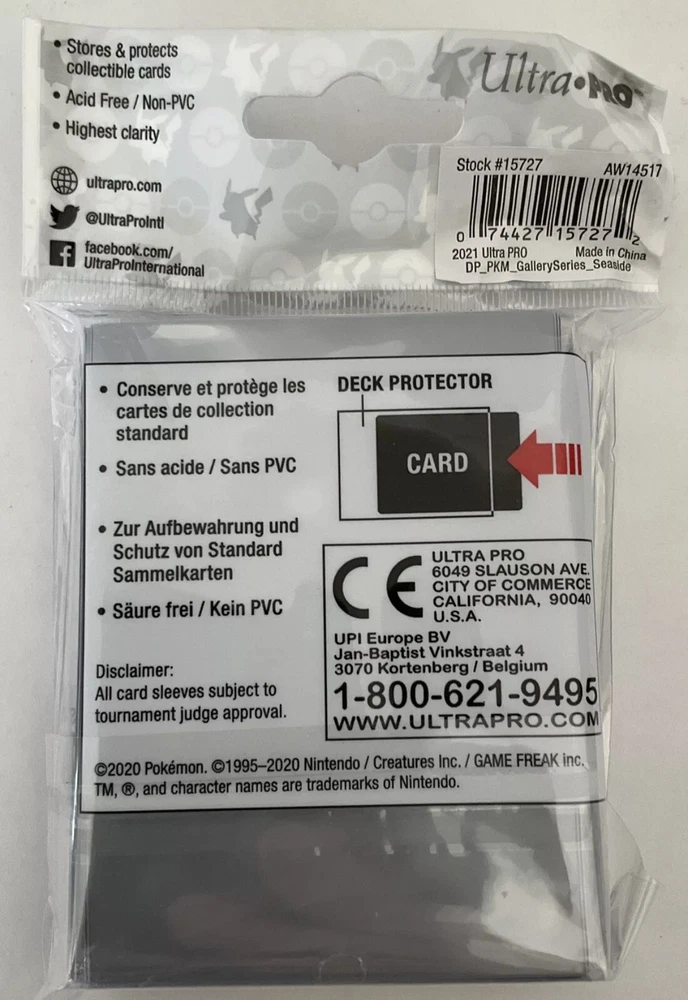 • Stores & protects
collectible cards
• Acid Free / Non-PVC
• Highest clarity
ultrapro.com
@UltraProIntl
facebook.com/
UltraProInternational
Ultra•PRO™
Stock #15727 AW14517
0 74427 15727 2
2021 Ultra PRO Made in China
DP_PKM_GallerySeries_Seaside
• Conserve et protège les
cartes de collection
standard
• Sans acide / Sans PVC
• Zur Aufbewahrung und
Schutz von Standard
Sammelkarten
• Säure frei / Kein PVC
Disclaimer:
All card sleeves subject to
tournament judge approval.
DECK PROTECTOR
CARD
CE
ULTRA PRO
6049 SLAUSON AVE.
CITY OF COMMERCE
CALIFORNIA, 90040
U.S.A.
UPI Europe BV
Jan-Baptist Vinkstraat 4
3070 Kortenberg / Belgium
1-800-621-9495
WWW.ULTRAPRO.COM
©2020 Pokémon. ©1995–2020 Nintendo / Creatures Inc. / GAME FREAK inc.
TM, ®, and character names are trademarks of Nintendo.